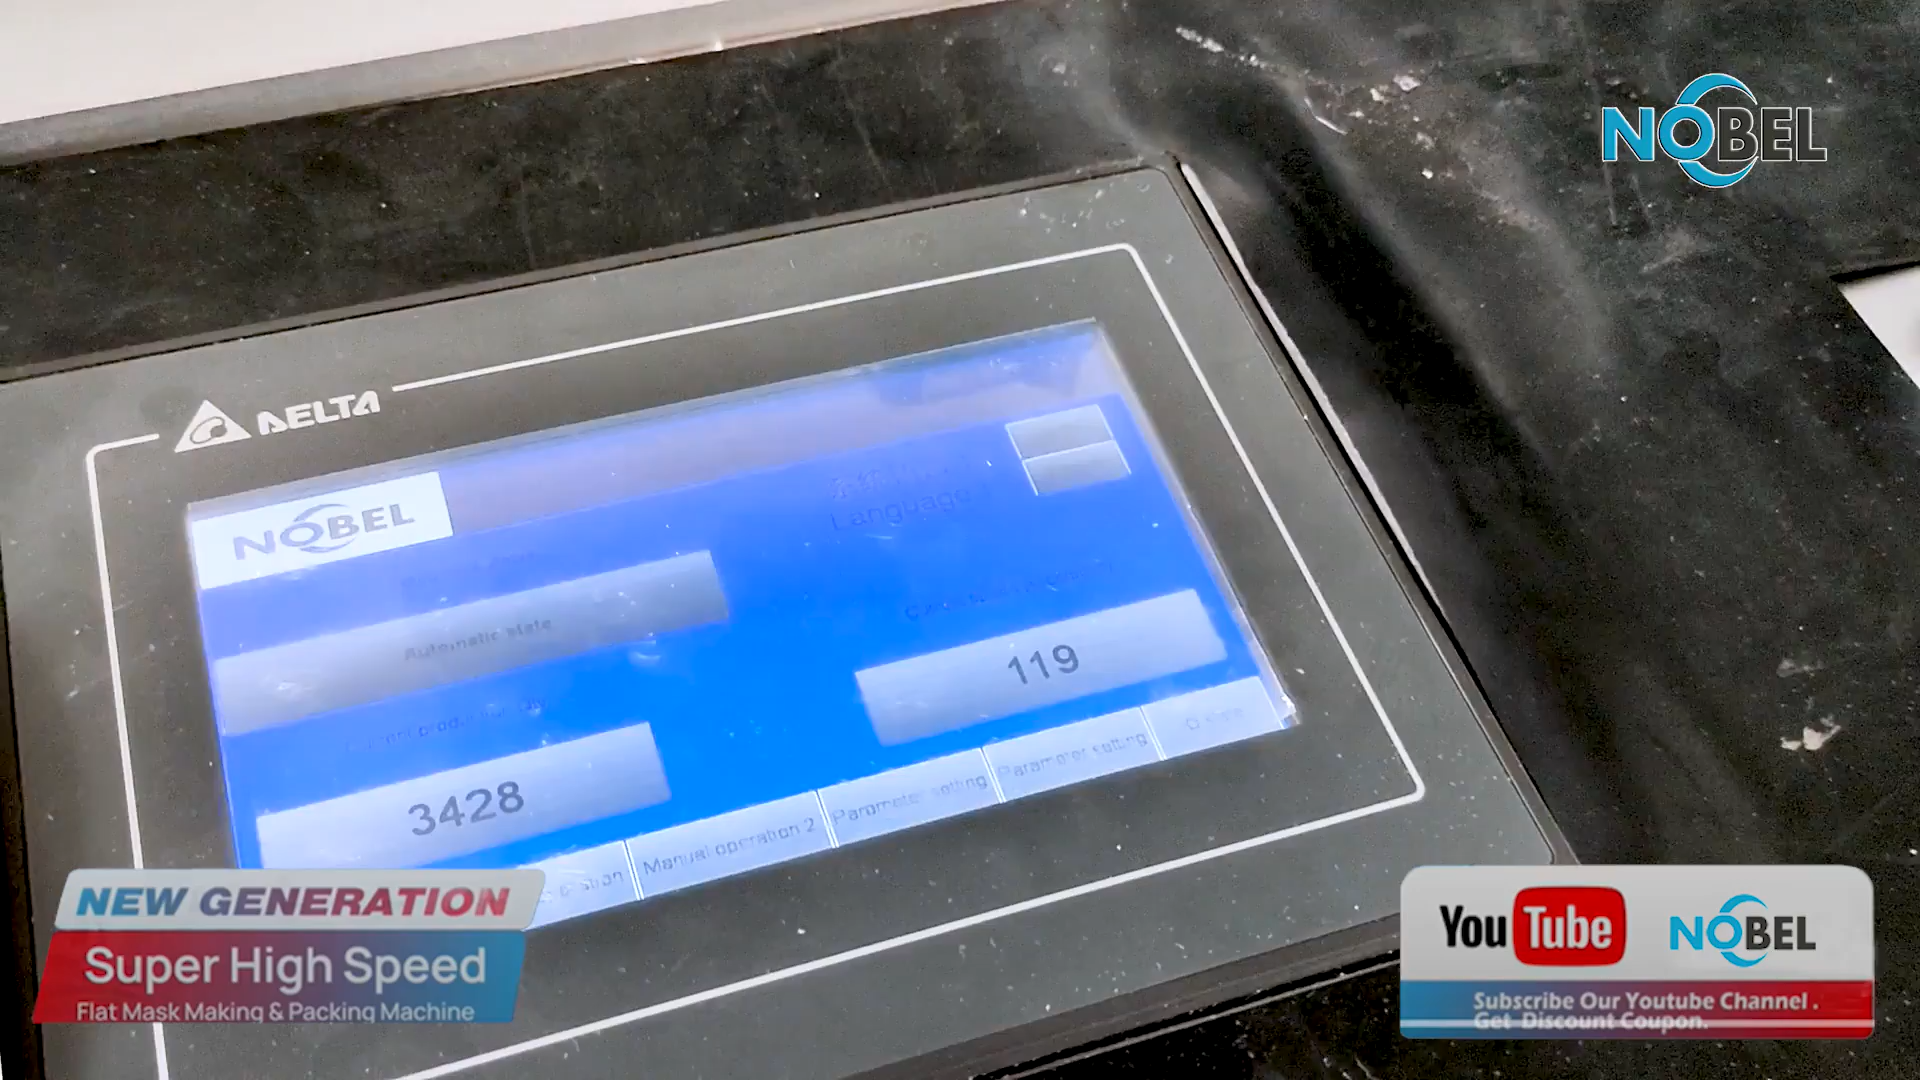 NOBEL
DELTA
NOBEL
Language
Automatic state
119
3428
Manual operation 2
Parameter setting
Parameter setting
NEW GENERATION
Super High Speed
Flat Mask Making & Packing Machine
YouTube
NOBEL
Subscribe Our Youtube Channel .
Get Discount Coupon.